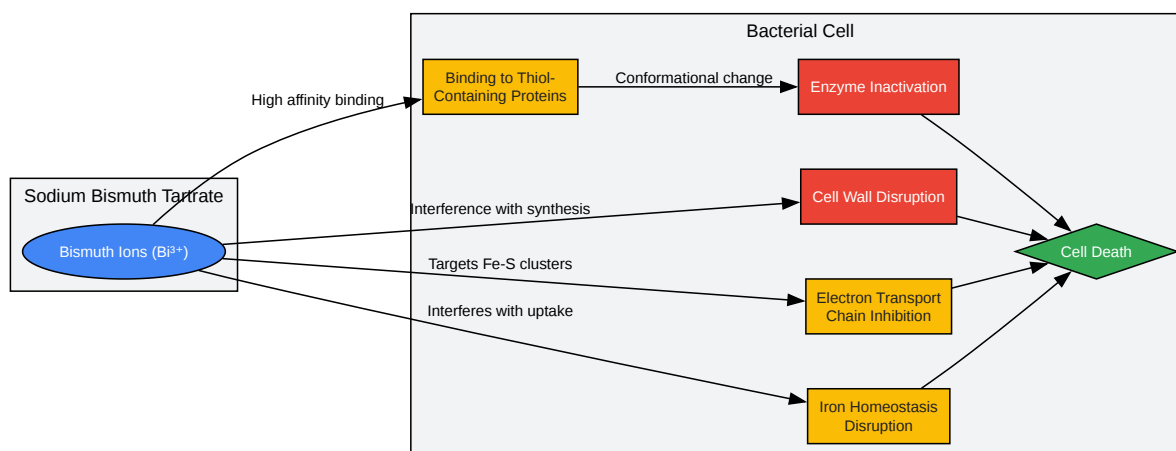 Bacterial Cell
Binding to Thiol-
Containing Proteins
Conformational change
Enzyme Inactivation
High affinity binding
Sodium Bismuth Tartrate
Bismuth Ions (Bi³⁺)
Interference with synthesis
Cell Wall Disruption
Targets Fe-S clusters
Electron Transport
Chain Inhibition
Cell Death
Interferes with uptake
Iron Homeostasis
Disruption